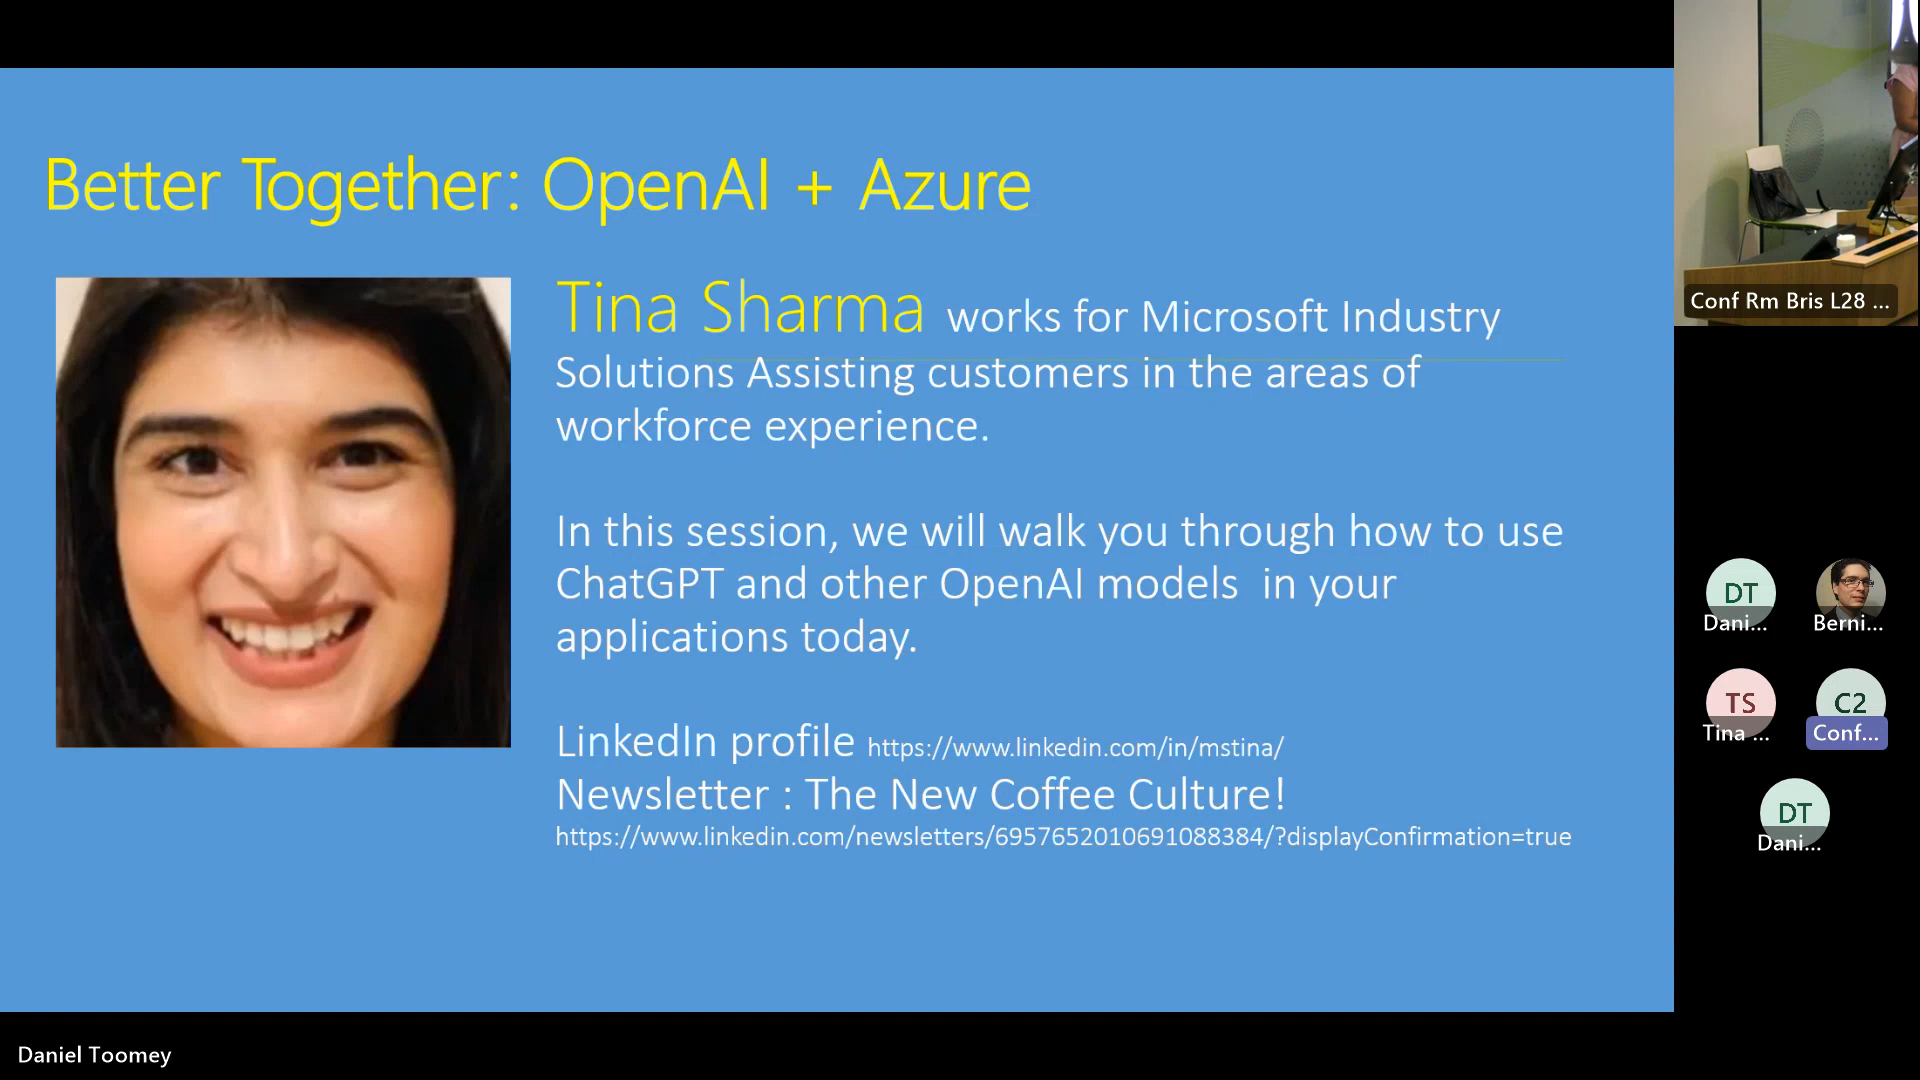 Better Together: OpenAI + Azure
Tina Sharma works for Microsoft Industry
Solutions Assisting customers in the areas of
workforce experience.
In this session, we will walk you through how to use
ChatGPT and other OpenAI models in your
applications today.
LinkedIn profile https://www.linkedin.com/in/mstina/
Newsletter : The New Coffee Culture!
https://www.linkedin.com/newsletters/6957652010691088384/?displayConfirmation=true
Conf Rm Bris L28 ...
DT
Dani...
Berni...
TS
Tina ...
C2
Conf...
DT
Dani...
Daniel Toomey